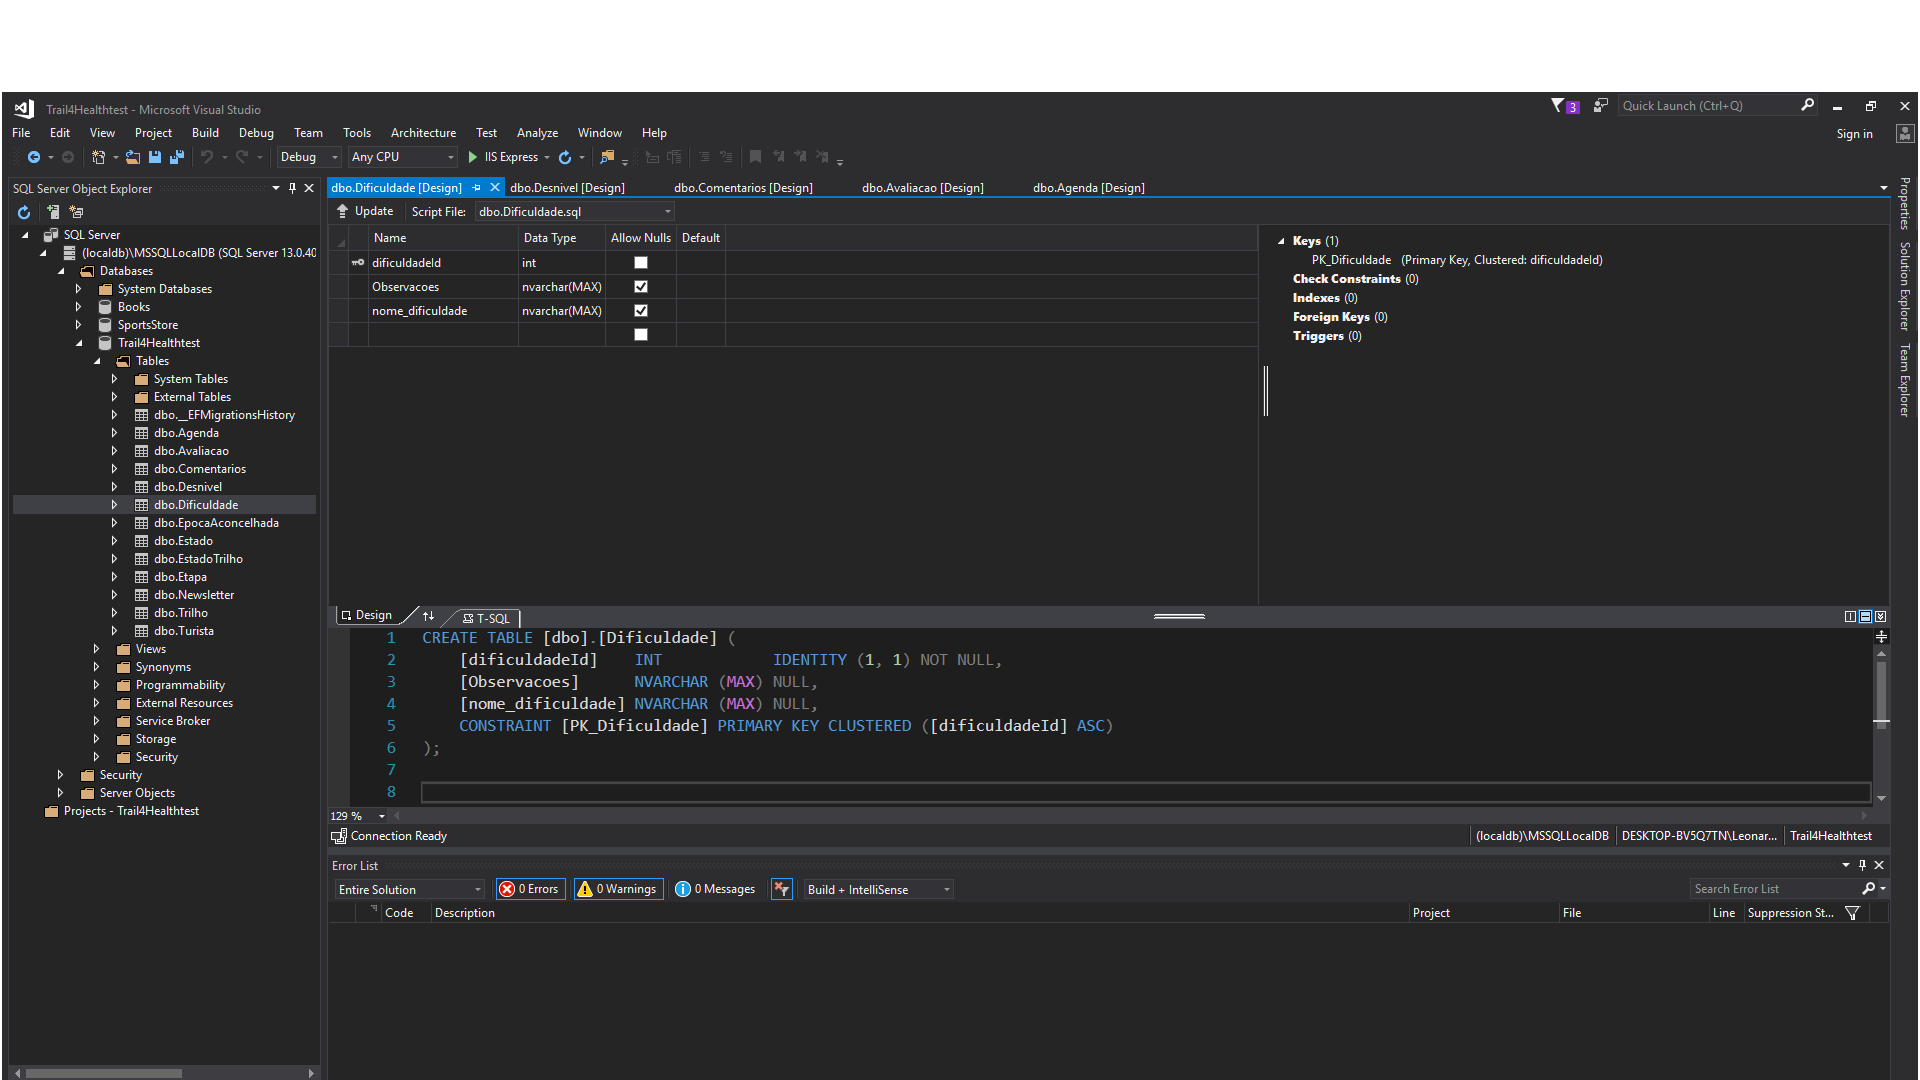 Trail4Healthtest - Microsoft Visual Studio
3
Quick Launch (Ctrl+Q)
File Edit View Project Build Debug Team Tools Architecture Test Analyze Window Help
Sign in
Debug Any CPU IIS Express
SQL Server Object Explorer
SQL Server
(localdb)\MSSQLLocalDB (SQL Server 13.0.40
Databases
System Databases
Books
SportsStore
Trail4Healthtest
Tables
System Tables
External Tables
dbo.__EFMigrationsHistory
dbo.Agenda
dbo.Avaliacao
dbo.Comentarios
dbo.Desnivel
dbo.Dificuldade
dbo.EpocaAconcelhada
dbo.Estado
dbo.EstadoTrilho
dbo.Etapa
dbo.Newsletter
dbo.Trilho
dbo.Turista
Views
Synonyms
Programmability
External Resources
Service Broker
Storage
Security
Security
Server Objects
Projects - Trail4Healthtest
dbo.Dificuldade [Design] dbo.Desnivel [Design] dbo.Comentarios [Design] dbo.Avaliacao [Design] dbo.Agenda [Design]
Update Script File: dbo.Dificuldade.sql
Name Data Type Allow Nulls Default
dificuldadeId int
Observacoes nvarchar(MAX)
nome_dificuldade nvarchar(MAX)
Keys (1)
PK_Dificuldade (Primary Key, Clustered: dificuldadeId)
Check Constraints (0)
Indexes (0)
Foreign Keys (0)
Triggers (0)
Properties
Solution Explorer
Team Explorer
Design T-SQL
1 CREATE TABLE [dbo].[Dificuldade] (
2 [dificuldadeId] INT IDENTITY (1, 1) NOT NULL,
3 [Observacoes] NVARCHAR (MAX) NULL,
4 [nome_dificuldade] NVARCHAR (MAX) NULL,
5 CONSTRAINT [PK_Dificuldade] PRIMARY KEY CLUSTERED ([dificuldadeId] ASC)
6 );
7
8
129 %
Connection Ready (localdb)\MSSQLLocalDB DESKTOP-BV5Q7TN\Leonar... Trail4Healthtest
Error List
Entire Solution 0 Errors 0 Warnings 0 Messages Build + IntelliSense Search Error List
Code Description Project File Line Suppression St...